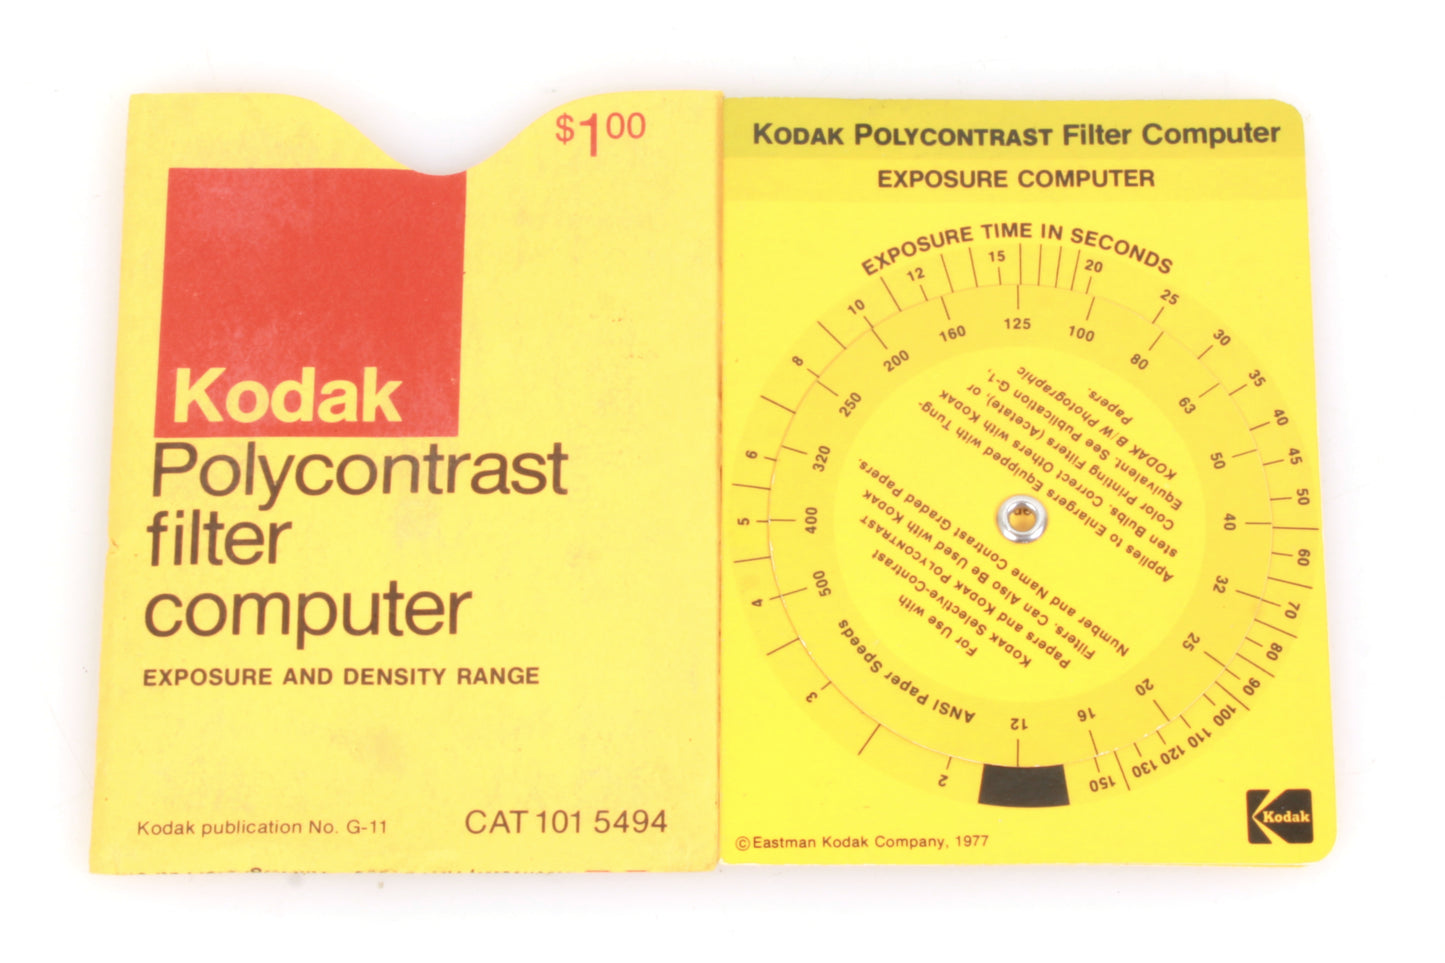 $1.00
Kodak
Polycontrast
filter
computer
EXPOSURE AND DENSITY RANGE
Kodak publication No. G-11
CAT 101 5494
KODAK POLYCONTRAST Filter Computer
EXPOSURE COMPUTER
EXPOSURE TIME IN SECONDS
2
3
4
5
6
8
10
12
15
20
25
30
35
40
45
50
60
70
80
90
100
110
120
130
150
ANSI Paper Speeds
500
400
320
250
200
160
125
100
80
63
50
40
32
25
20
16
12
For Use with
KODAK Selective-Contrast
Papers and KODAK POLYCONTRAST
Filters. Can Also Be Used with KODAK
Number and Name Contrast Graded Papers.
Applies to Enlargers Equipped with Tung-
sten Bulbs. Correct Others with KODAK
Color Printing Filters (Acetate), or
Equivalent. See Publication G-1,
KODAK B/W Photographic
Papers.
©Eastman Kodak Company, 1977
Kodak